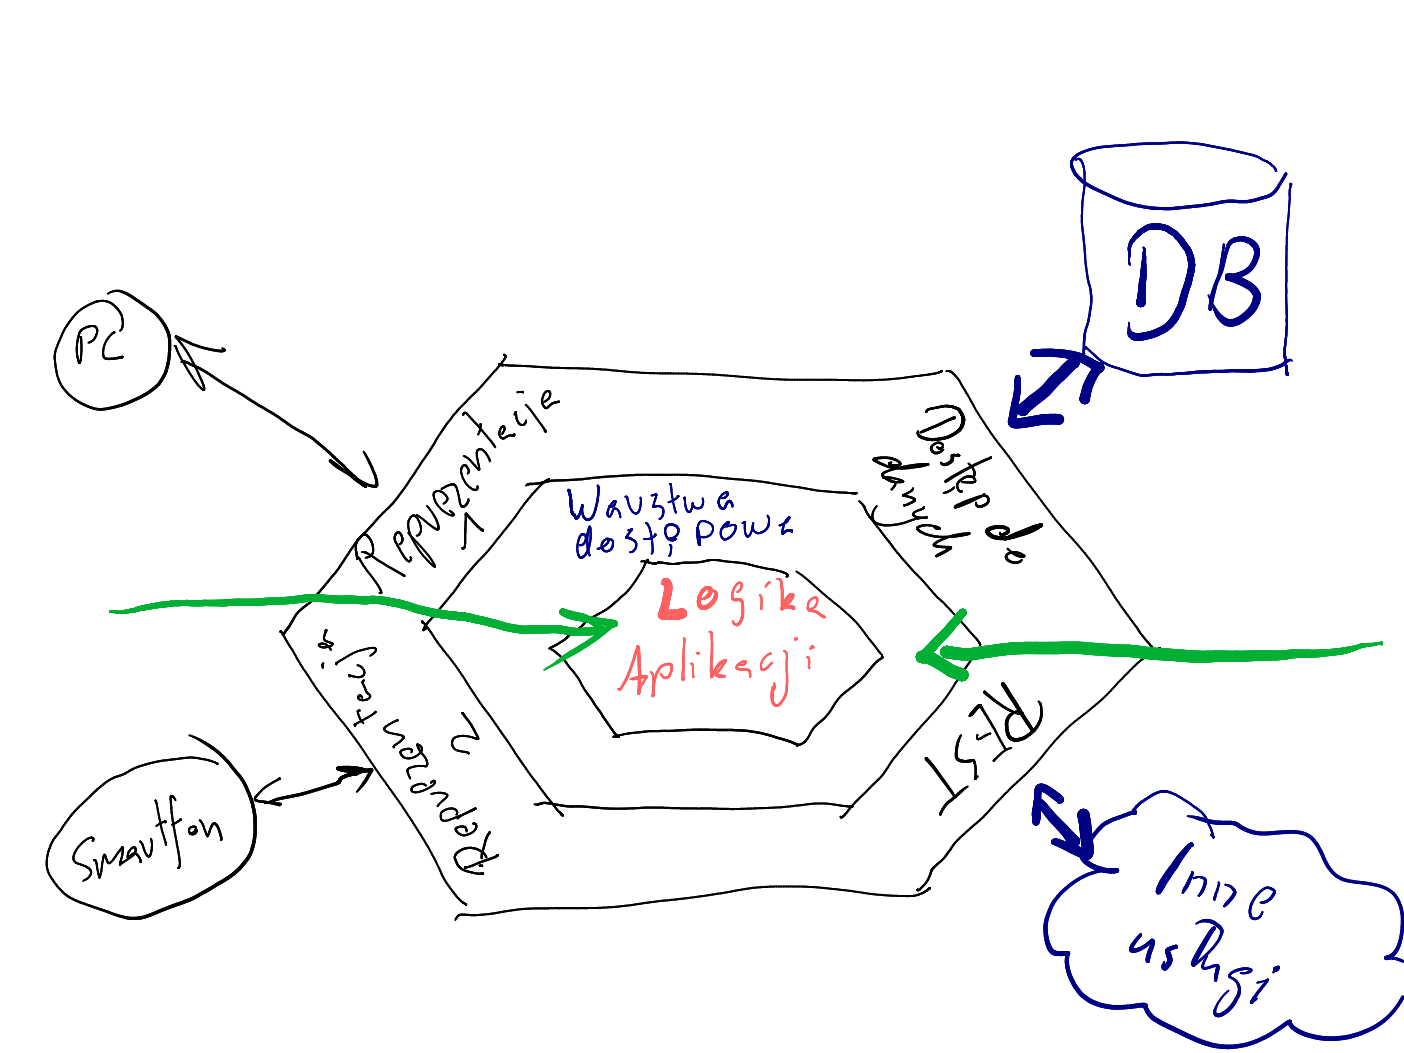 DB
PC
Reprezentacja
1
Dostęp do
danych
Warstwa
dostępowa
Logika
Aplikacji
Reprezentacja
2
REST
Smartfon
Inne
usługi